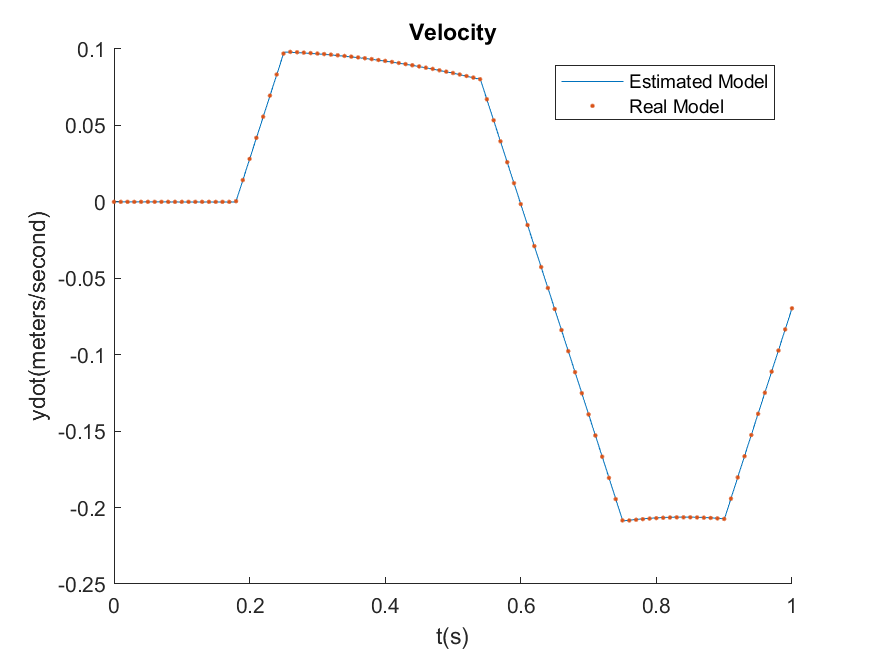 Velocity
Estimated Model
Real Model
0.1
0.05
0
-0.05
-0.1
-0.15
-0.2
-0.25
ydot(meters/second)
0 0.2 0.4 0.6 0.8 1
t(s)